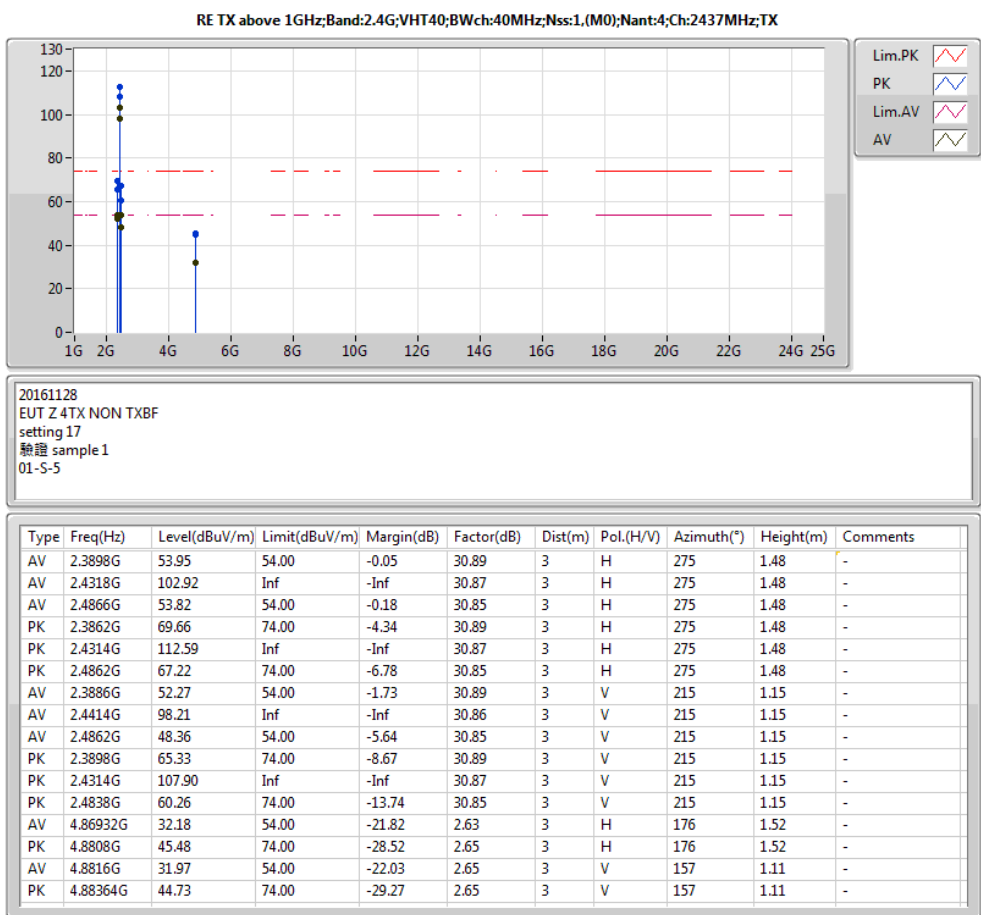 RE TX above 1GHz;Band:2.4G;VHT40;BWch:40MHz;Nss:1,(M0);Nant:4;Ch:2437MHz;TX
130
120
100
80
60
40
20
0
1G 2G 4G 6G 8G 10G 12G 14G 16G 18G 20G 22G 24G 25G
Lim.PK
PK
Lim.AV
AV
20161128
EUT Z 4TX NON TXBF
setting 17
驗證 sample 1
01-S-5
Type Freq(Hz) Level(dBuV/m) Limit(dBuV/m) Margin(dB) Factor(dB) Dist(m) Pol.(H/V) Azimuth(°) Height(m) Comments
AV 2.3898G 53.95 54.00 -0.05 30.89 3 H 275 1.48 -
AV 2.4318G 102.92 Inf -Inf 30.87 3 H 275 1.48 -
AV 2.4866G 53.82 54.00 -0.18 30.85 3 H 275 1.48 -
PK 2.3862G 69.66 74.00 -4.34 30.89 3 H 275 1.48 -
PK 2.4314G 112.59 Inf -Inf 30.87 3 H 275 1.48 -
PK 2.4862G 67.22 74.00 -6.78 30.85 3 H 275 1.48 -
AV 2.3886G 52.27 54.00 -1.73 30.89 3 V 215 1.15 -
AV 2.4414G 98.21 Inf -Inf 30.86 3 V 215 1.15 -
AV 2.4862G 48.36 54.00 -5.64 30.85 3 V 215 1.15 -
PK 2.3898G 65.33 74.00 -8.67 30.89 3 V 215 1.15 -
PK 2.4314G 107.90 Inf -Inf 30.87 3 V 215 1.15 -
PK 2.4838G 60.26 74.00 -13.74 30.85 3 V 215 1.15 -
AV 4.86932G 32.18 54.00 -21.82 2.63 3 H 176 1.52 -
PK 4.8808G 45.48 74.00 -28.52 2.65 3 H 176 1.52 -
AV 4.8816G 31.97 54.00 -22.03 2.65 3 V 157 1.11 -
PK 4.88364G 44.73 74.00 -29.27 2.65 3 V 157 1.11 -